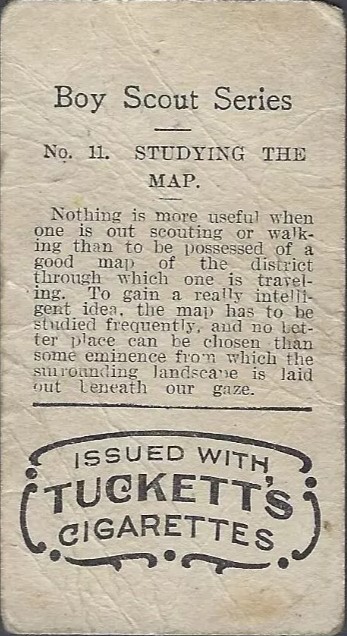 Boy Scout Series
No. 11. STUDYING THE
MAP.
Nothing is more useful when
one is out scouting or walk-
ing than to be possessed of a
good map of the district
through which one is travel-
ing. To gain a really intelli-
gent idea, the map has to be
studied frequently, and no bet-
ter place can be chosen than
some eminence from which the
surrounding landscape is laid
out beneath our gaze.
ISSUED WITH
TUCKETT'S
CIGARETTES